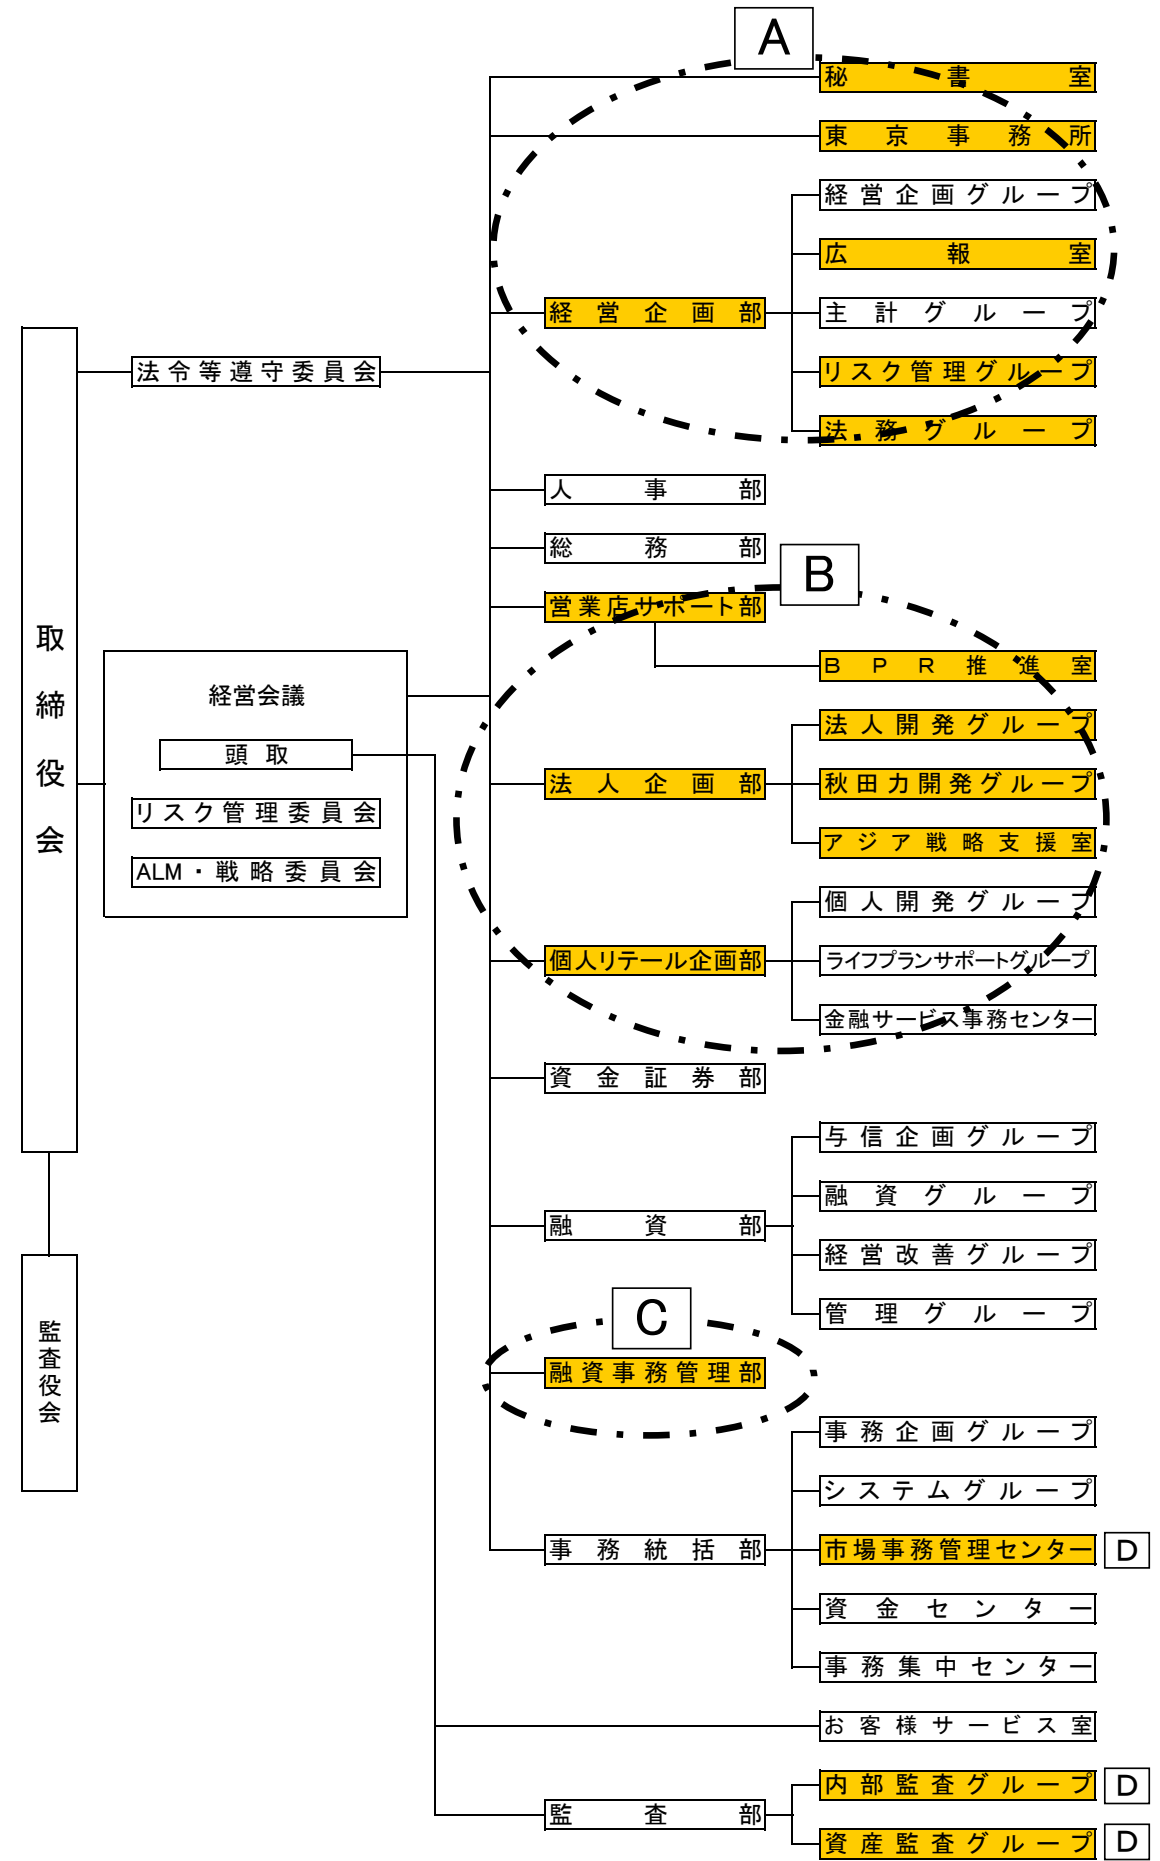 A
秘書室
東京事務所
経営企画グループ
広報室
経営企画部
主計グループ
法令等遵守委員会
リスク管理グループ
法務グループ
人事部
総務部
B
営業店サポート部
BPR推進室
取締役会
経営会議
法人開発グループ
頭取
法人企画部
秋田力開発グループ
リスク管理委員会
アジア戦略支援室
ALM・戦略委員会
個人開発グループ
個人リテール企画部
ライフプランサポートグループ
金融サービス事務センター
資金証券部
与信企画グループ
融資グループ
融資部
経営改善グループ
管理グループ
C
監査役会
融資事務管理部
事務企画グループ
システムグループ
事務統括部
市場事務管理センター
D
資金センター
事務集中センター
お客様サービス室
内部監査グループ
D
監査部
資産監査グループ
D